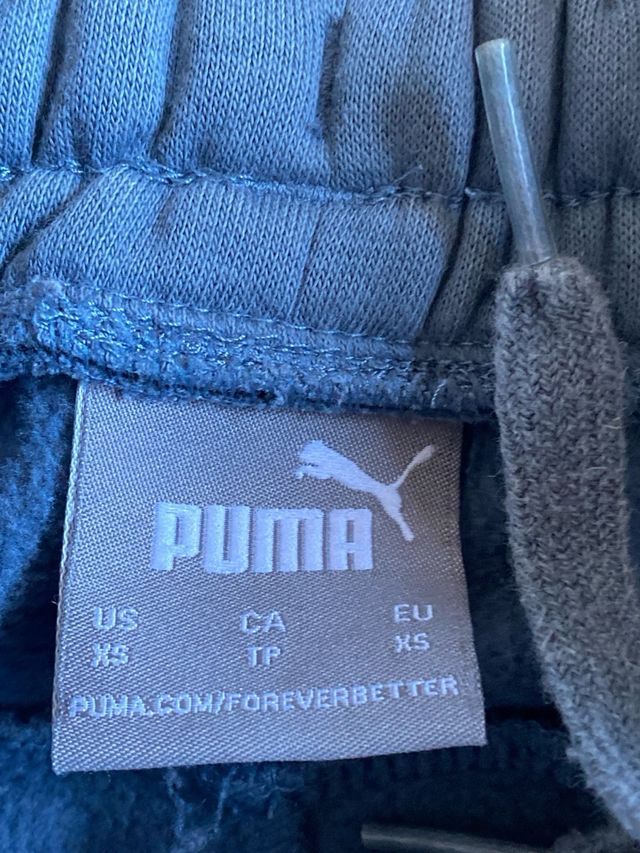 PUMA
US CA EU
XS TP XS
PUMA.COM/FOREVERBETTER